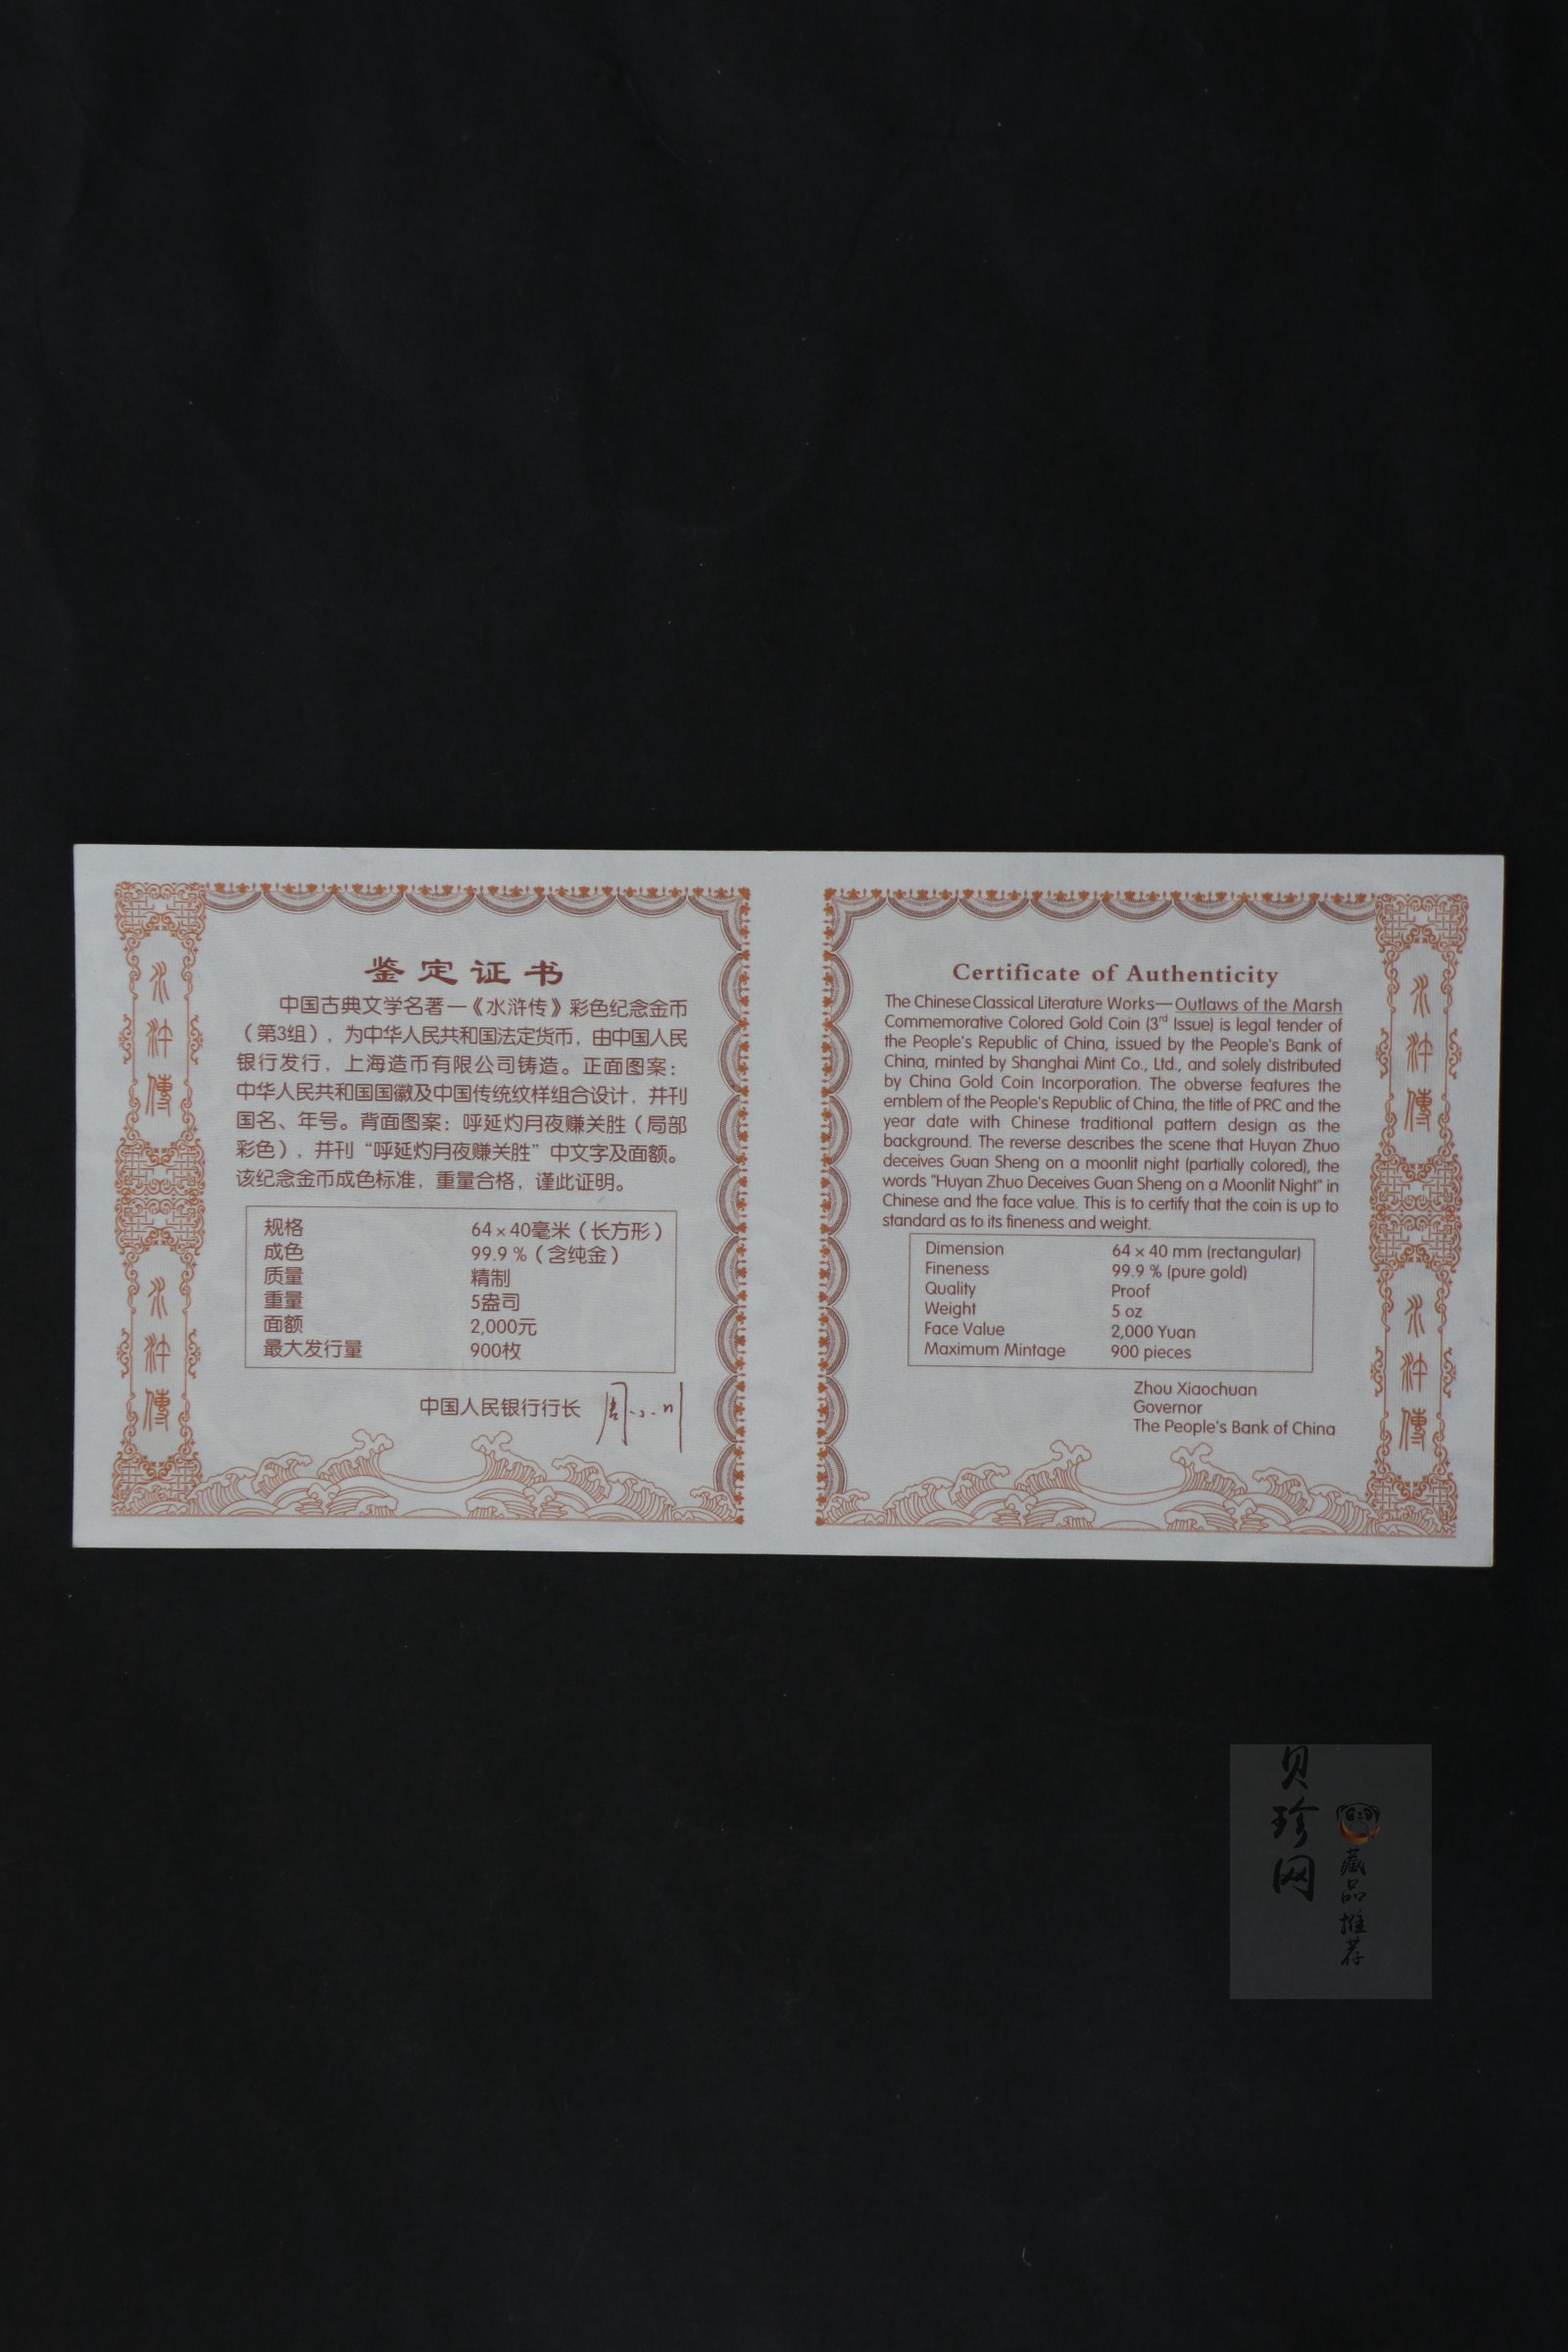 鉴定证书
中国古典文学名著—《水浒传》彩色纪念金币
（第3组），为中华人民共和国法定货币，由中国人民
银行发行，上海造币有限公司铸造。正面图案：
中华人民共和国国徽及中国传统纹样组合设计，并刊
国名、年号。背面图案：呼延灼月夜赚关胜（局部
彩色），并刊“呼延灼月夜赚关胜”中文字及面额。
该纪念金币成色标准，重量合格，谨此证明。
规格 64×40毫米（长方形）
成色 99.9％（含纯金）
质量 精制
重量 5盎司
面额 2,000元
最大发行量 900枚
中国人民银行行长 周小川
水浒傳
水浒傳
Certificate of Authenticity
The Chinese Classical Literature Works—Outlaws of the Marsh
Commemorative Colored Gold Coin (3rd Issue) is legal tender of
the People's Republic of China, issued by the People's Bank of
China, minted by Shanghai Mint Co., Ltd., and solely distributed
by China Gold Coin Incorporation. The obverse features the
emblem of the People's Republic of China, the title of PRC and the
year date with Chinese traditional pattern design as the
background. The reverse describes the scene that Huyan Zhuo
deceives Guan Sheng on a moonlit night (partially colored), the
words "Huyan Zhuo Deceives Guan Sheng on a Moonlit Night" in
Chinese and the face value. This is to certify that the coin is up to
standard as to its fineness and weight.
Dimension 64 × 40 mm (rectangular)
Fineness 99.9 % (pure gold)
Quality Proof
Weight 5 oz
Face Value 2,000 Yuan
Maximum Mintage 900 pieces
Zhou Xiaochuan
Governor
The People's Bank of China
水浒傳
水浒傳
贝珍网
藏品推荐